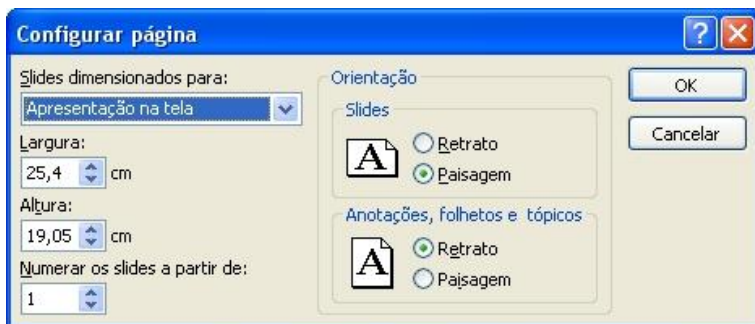 Configurar página
Slides dimensionados para:
Apresentação na tela
Largura:
25,4 cm
Altura:
19,05 cm
Numerar os slides a partir de:
1
Orientação
Slides
A
Retrato
Paisagem
Anotações, folhetos e tópicos
A
Retrato
Paisagem
OK
Cancelar